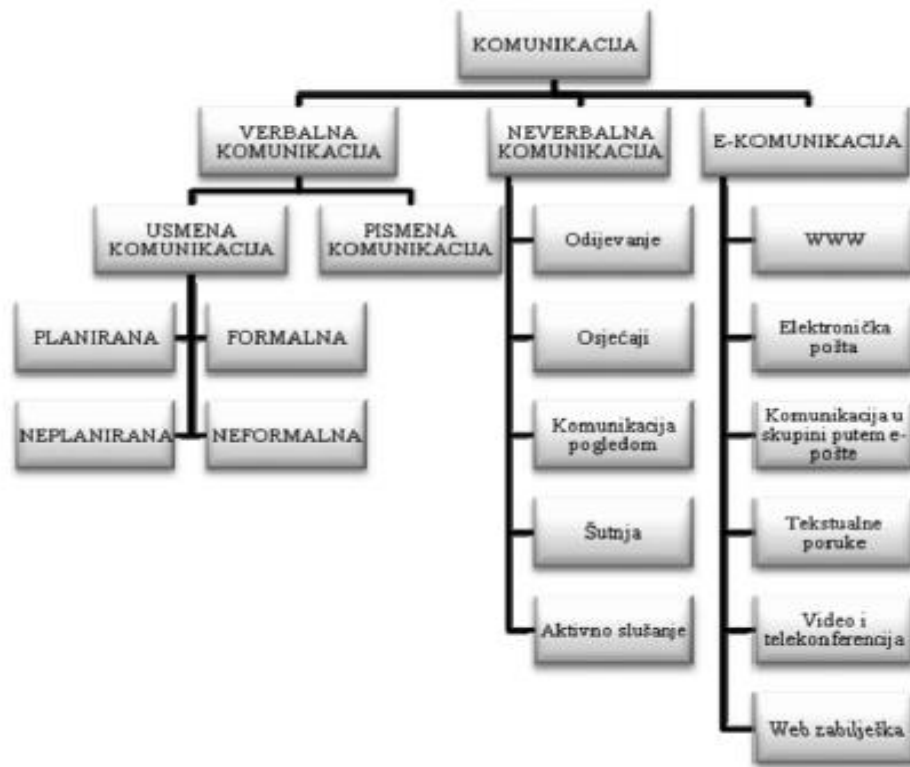 KOMUNIKACIJA
VERBALNA
KOMUNIKACIJA
NEVERBALNA
KOMUNIKACIJA
E-KOMUNIKACIJA
USMENA
KOMUNIKACIJA
PISMENA
KOMUNIKACIJA
PLANIRANA
FORMALNA
NEPLANIRANA
NEFORMALNA
Odijevanje
Osjećaji
Komunikacija
pogledom
Šutnja
Aktivno slušanje
WWW
Elektronička
pošta
Komunikacija u
skupini putem e-
pošte
Tekstualne
poruke
Video i
telekonferencija
Web zabilješka